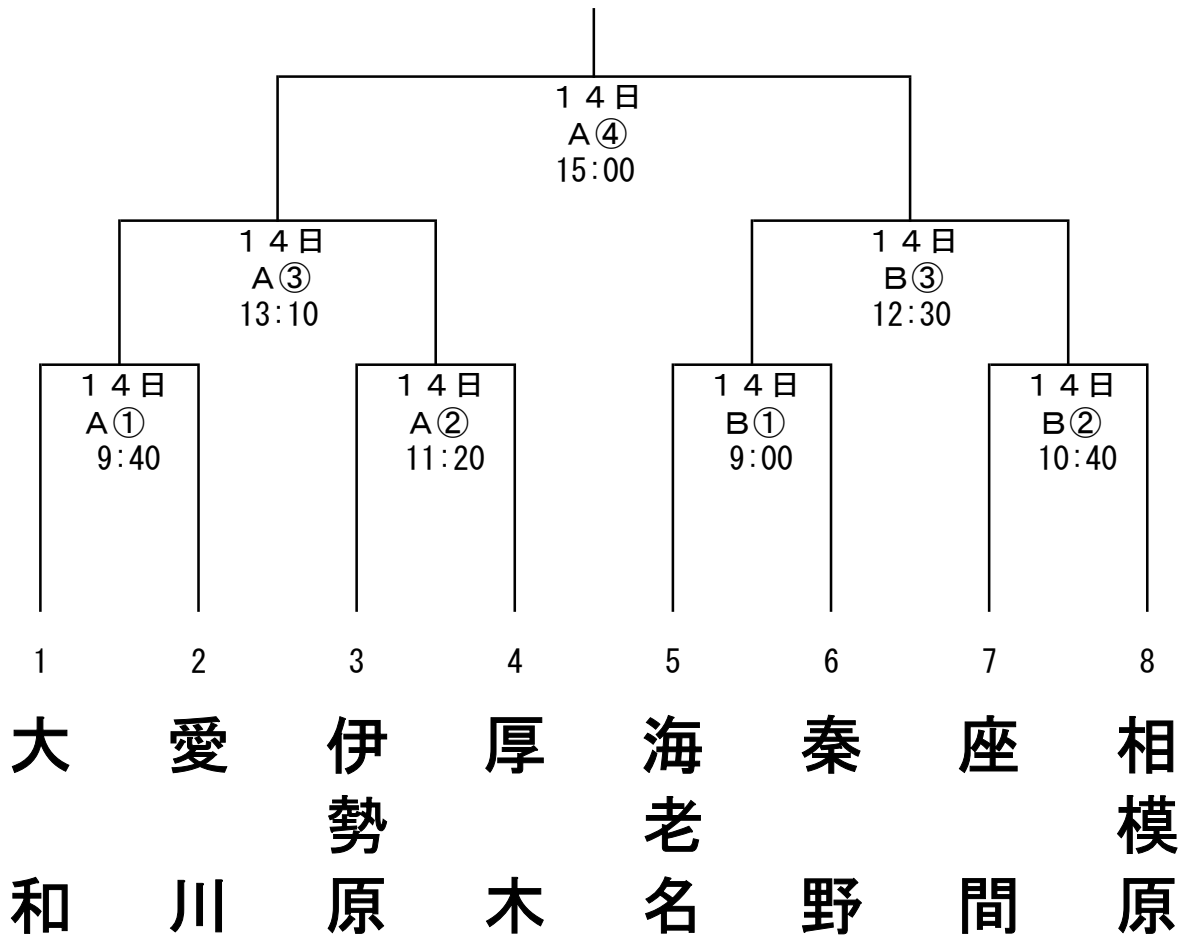 １４日
Ａ④
15:00
１４日
Ａ③
13:10
１４日
Ｂ③
12:30
１４日
Ａ①
9:40
１４日
Ａ②
11:20
１４日
Ｂ①
9:00
１４日
Ｂ②
10:40
1 2 3 4 5 6 7 8
大和
愛川
伊勢原
厚木
海老名
秦野
座間
相模原